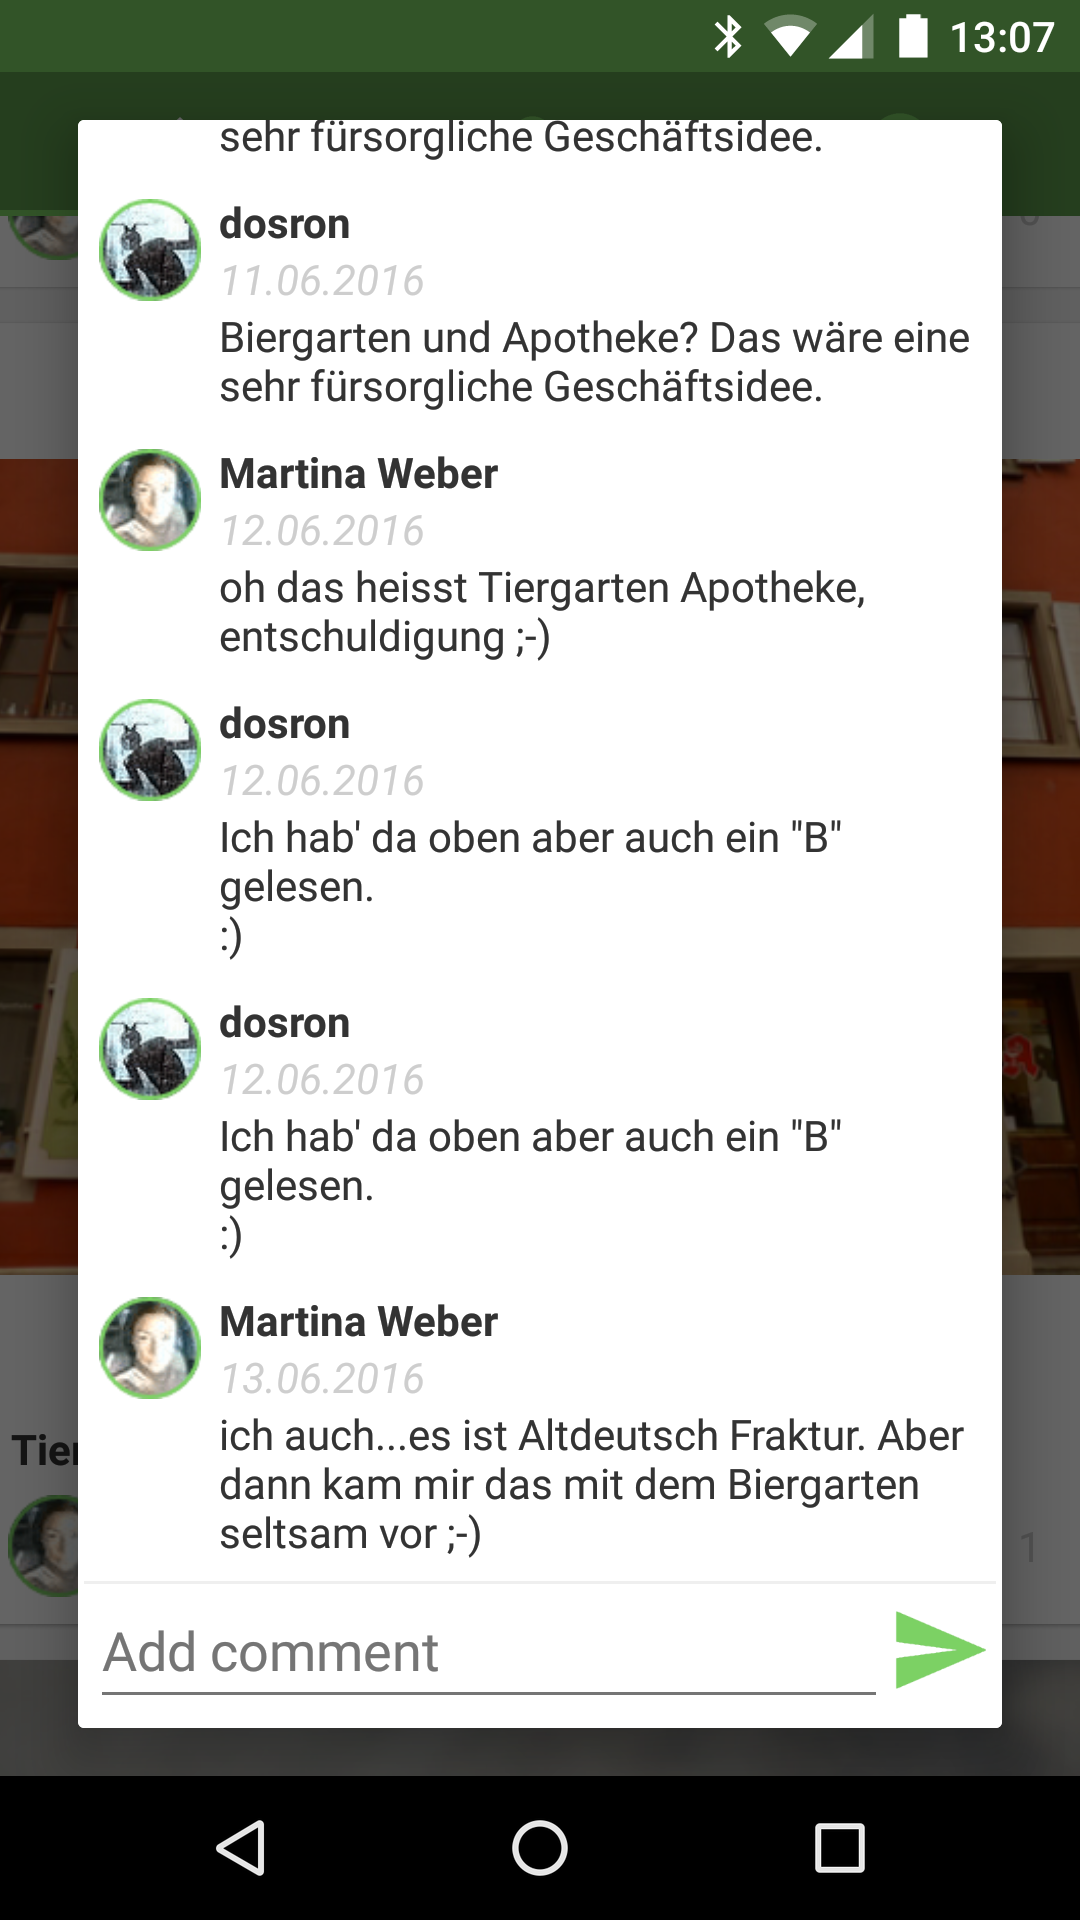 13:07
sehr fürsorgliche Geschäftsidee.
dosron
11.06.2016
Biergarten und Apotheke? Das wäre eine
sehr fürsorgliche Geschäftsidee.
Martina Weber
12.06.2016
oh das heisst Tiergarten Apotheke,
entschuldigung ;-)
dosron
12.06.2016
Ich hab' da oben aber auch ein "B"
gelesen.
:)
dosron
12.06.2016
Ich hab' da oben aber auch ein "B"
gelesen.
:)
Martina Weber
13.06.2016
ich auch...es ist Altdeutsch Fraktur. Aber
dann kam mir das mit dem Biergarten
seltsam vor ;-)
Tier
1
Add comment